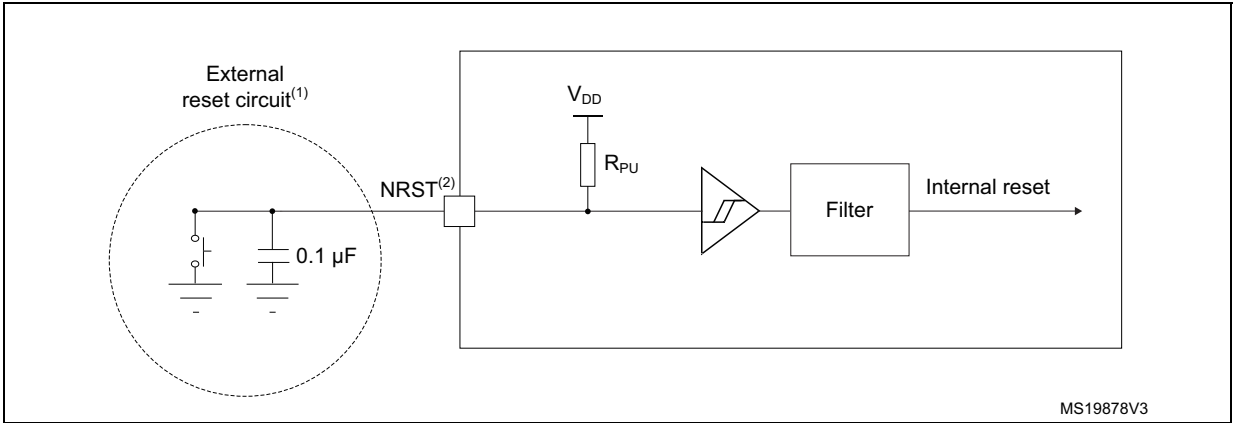 External
reset circuit(1)
VDD
RPU
NRST(2)
Filter
Internal reset
0.1 µF
MS19878V3